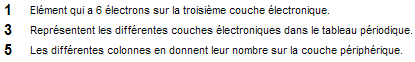 1 Elément qui a 6 électrons sur la troisième couche électronique.
3 Représentent les différentes couches électroniques dans le tableau périodique.
5 Les différentes colonnes en donnent leur nombre sur la couche périphérique.